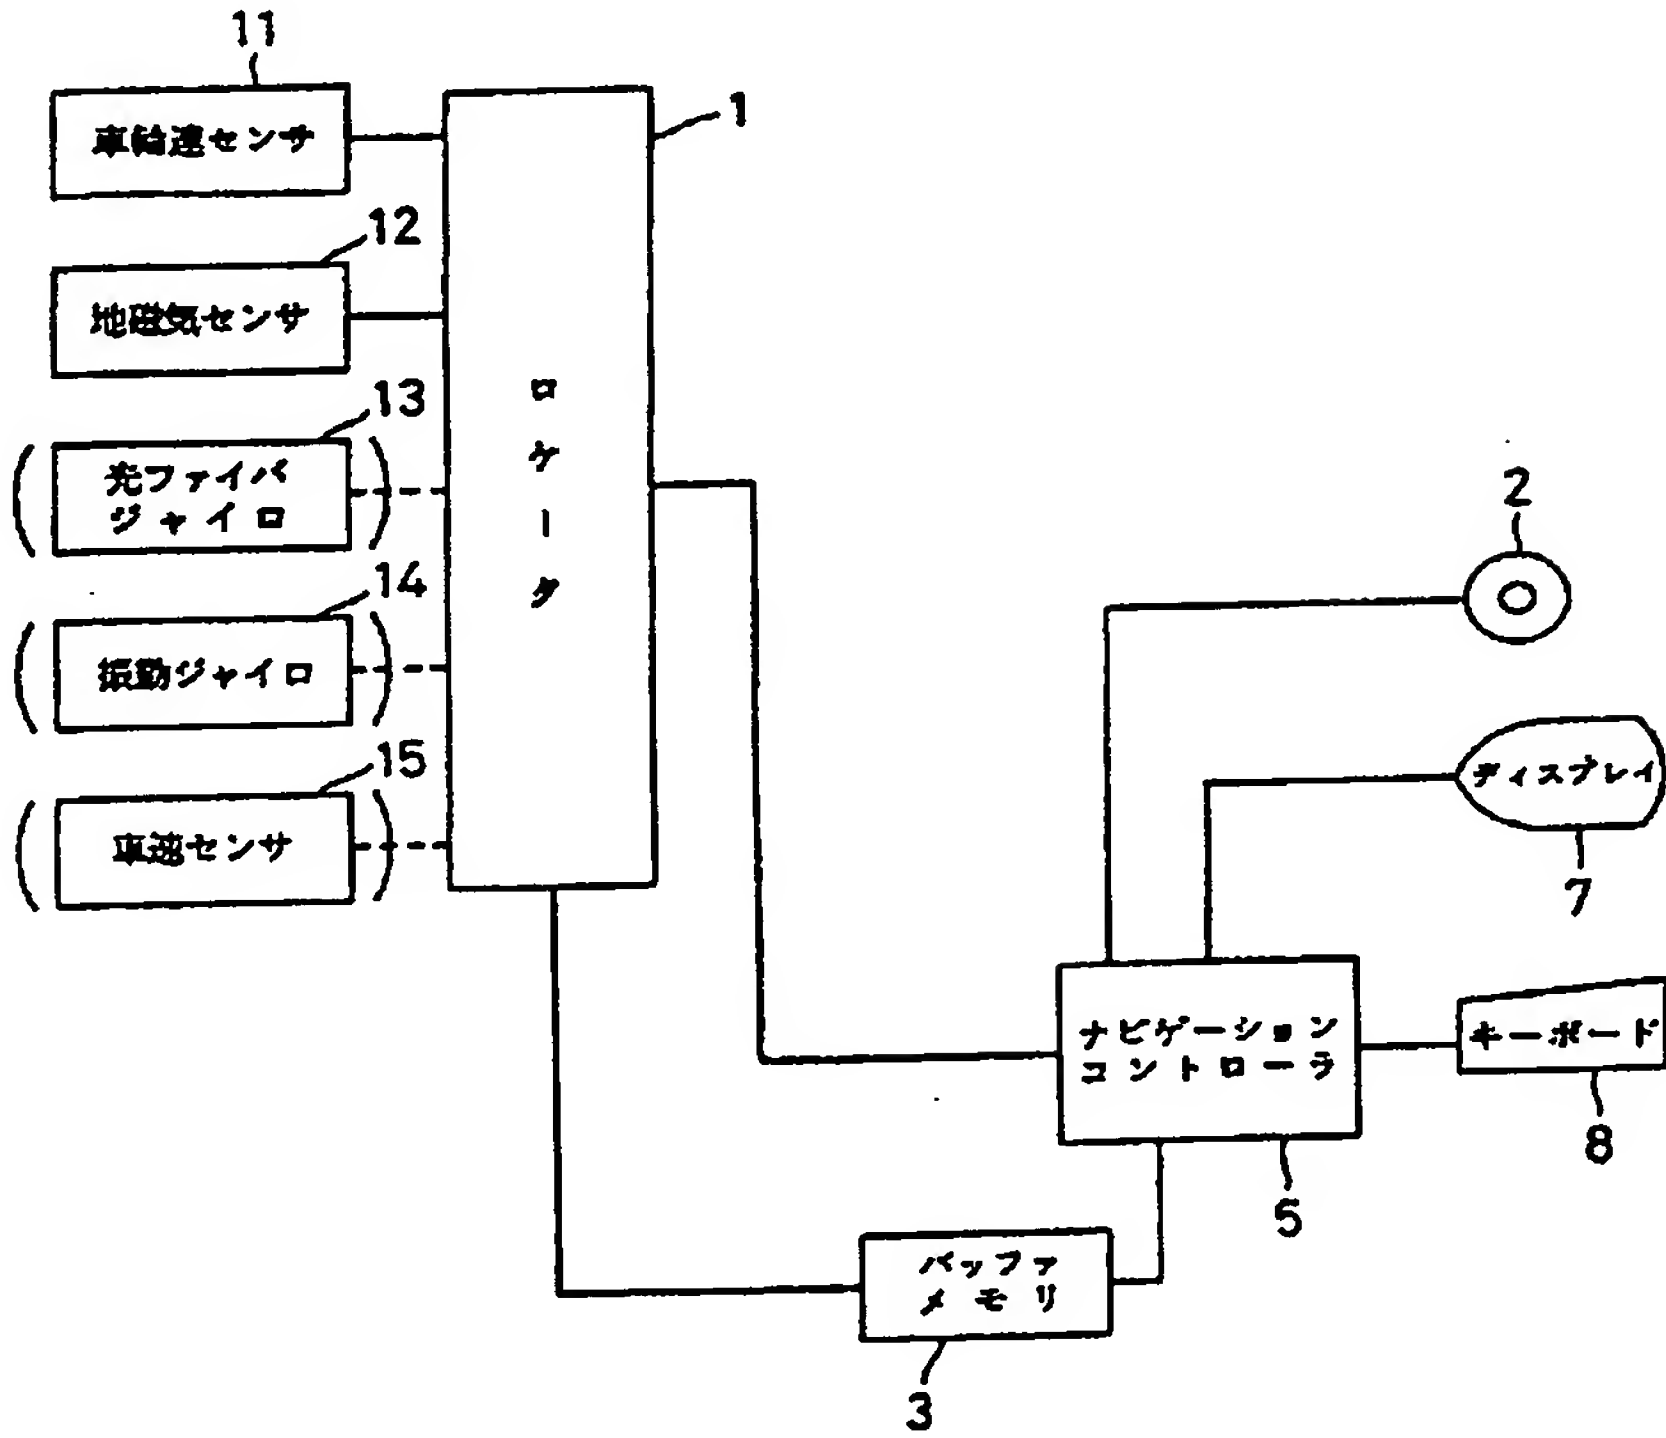 11
車輪速センサ
1
12
地磁気センサ
ロケータ
13
光ファイバ
ジャイロ
14
振動ジャイロ
15
車速センサ
2
ディスプレイ
7
ナビゲーション
コントローラ
5
キーボード
8
バッファ
メモリ
3